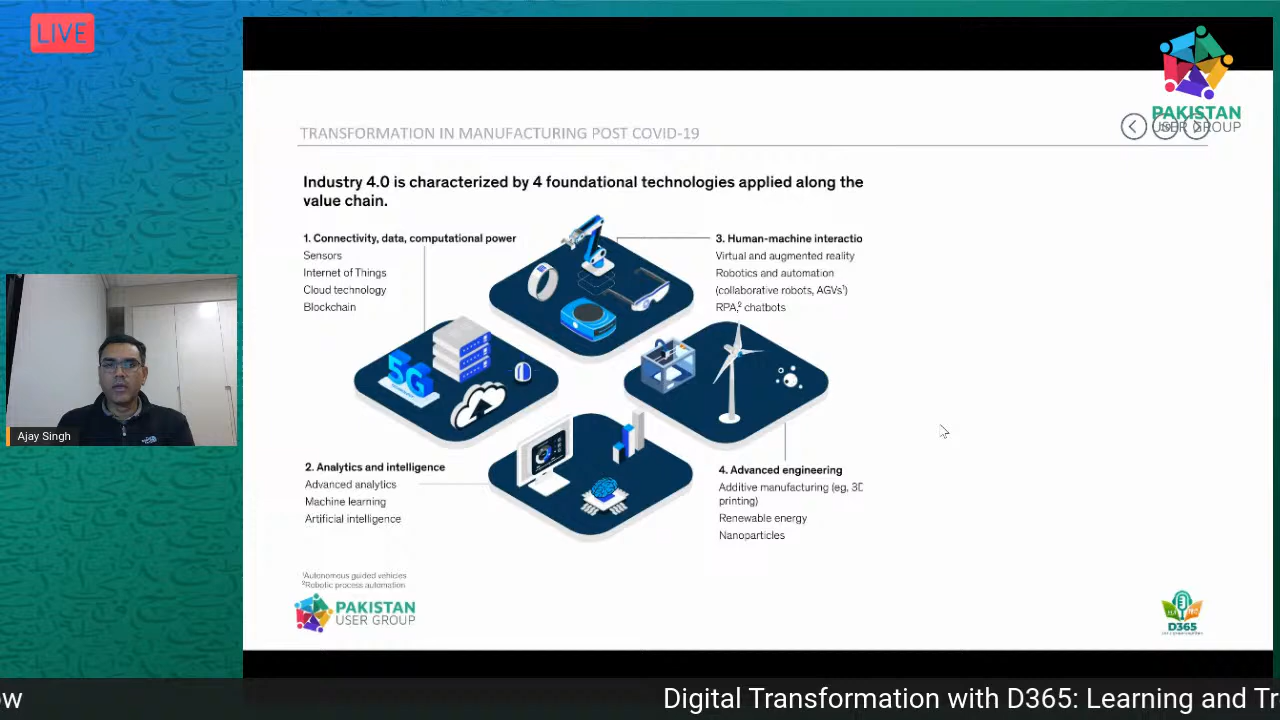 LIVE
PAKISTAN
USER GROUP
TRANSFORMATION IN MANUFACTURING POST COVID-19
Industry 4.0 is characterized by 4 foundational technologies applied along the
value chain.
1. Connectivity, data, computational power
Sensors
Internet of Things
Cloud technology
Blockchain
3. Human-machine interactio
Virtual and augmented reality
Robotics and automation
(collaborative robots, AGVs¹)
RPA,² chatbots
5G
2. Analytics and intelligence
Advanced analytics
Machine learning
Artificial intelligence
4. Advanced engineering
Additive manufacturing (eg, 3D
printing)
Renewable energy
Nanoparticles
¹Autonomous guided vehicles
²Robotic process automation
PAKISTAN
USER GROUP
D365
Ajay Singh
ow
Digital Transformation with D365: Learning and Tr